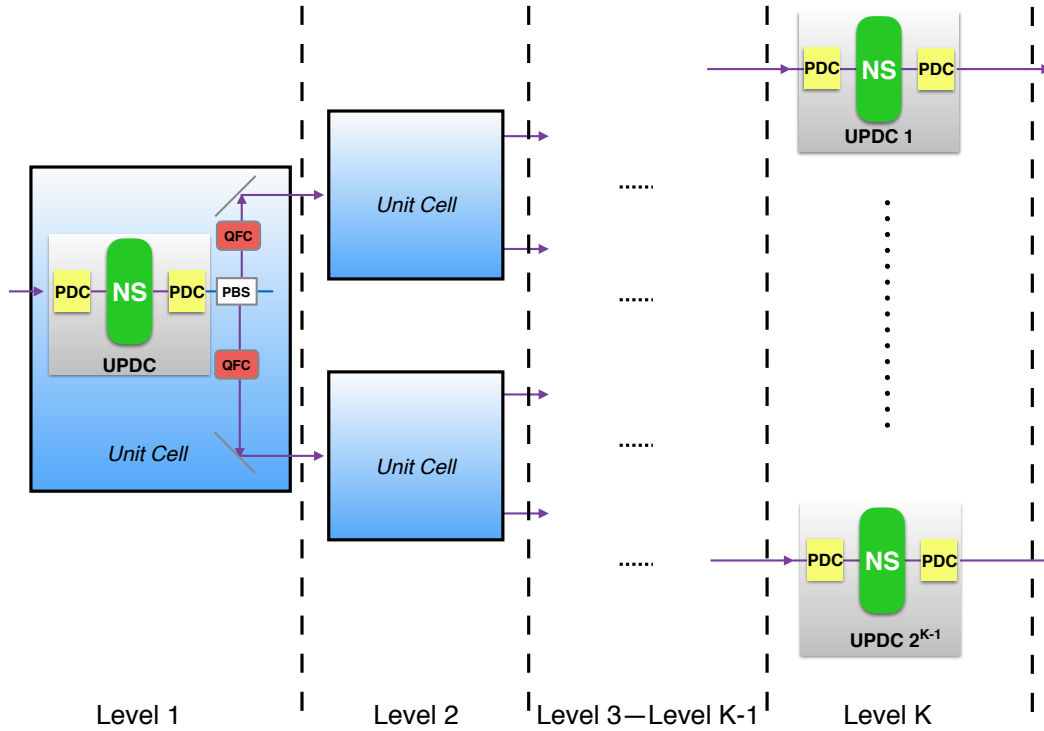 PDC NS PDC
UPDC 1
Unit Cell
QFC
PDC NS PDC PBS
UPDC
QFC
Unit Cell
Unit Cell
PDC NS PDC
UPDC 2^{K-1}
Level 1 Level 2 Level 3—Level K-1 Level K